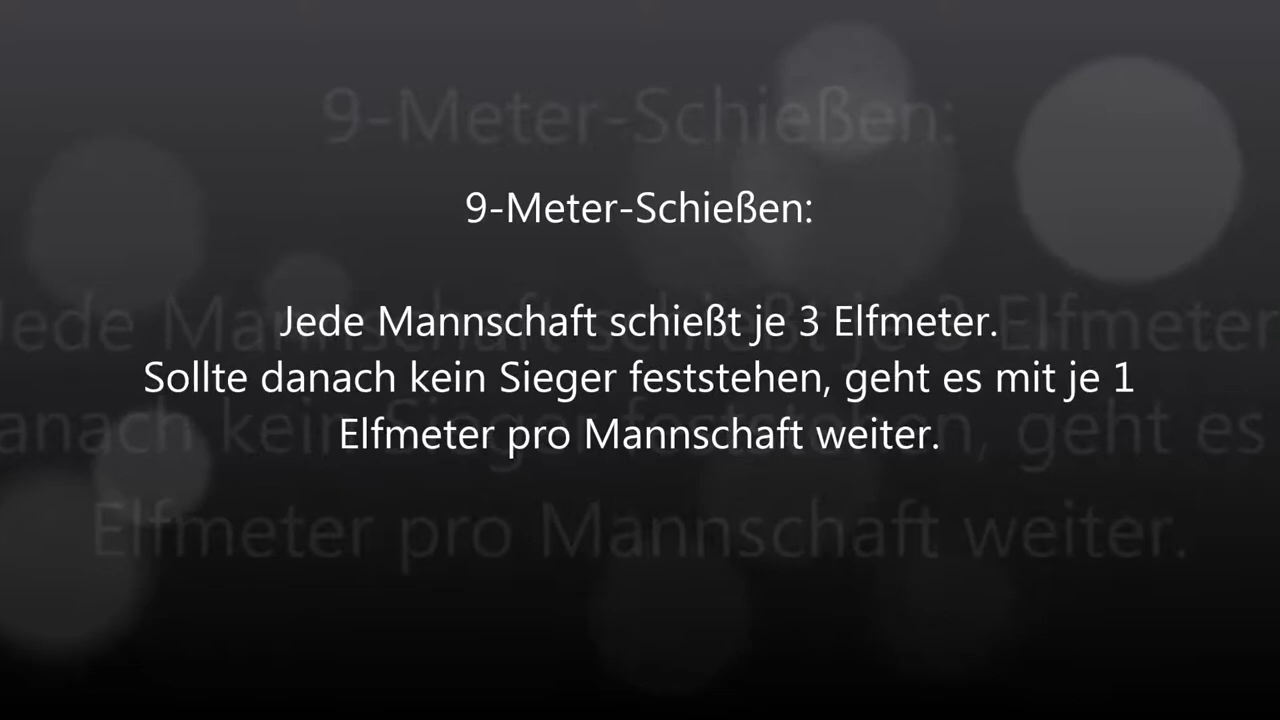 9-Meter-Schießen:
Jede Mannschaft schießt je 3 Elfmeter.
Sollte danach kein Sieger feststehen, geht es mit je 1
Elfmeter pro Mannschaft weiter.